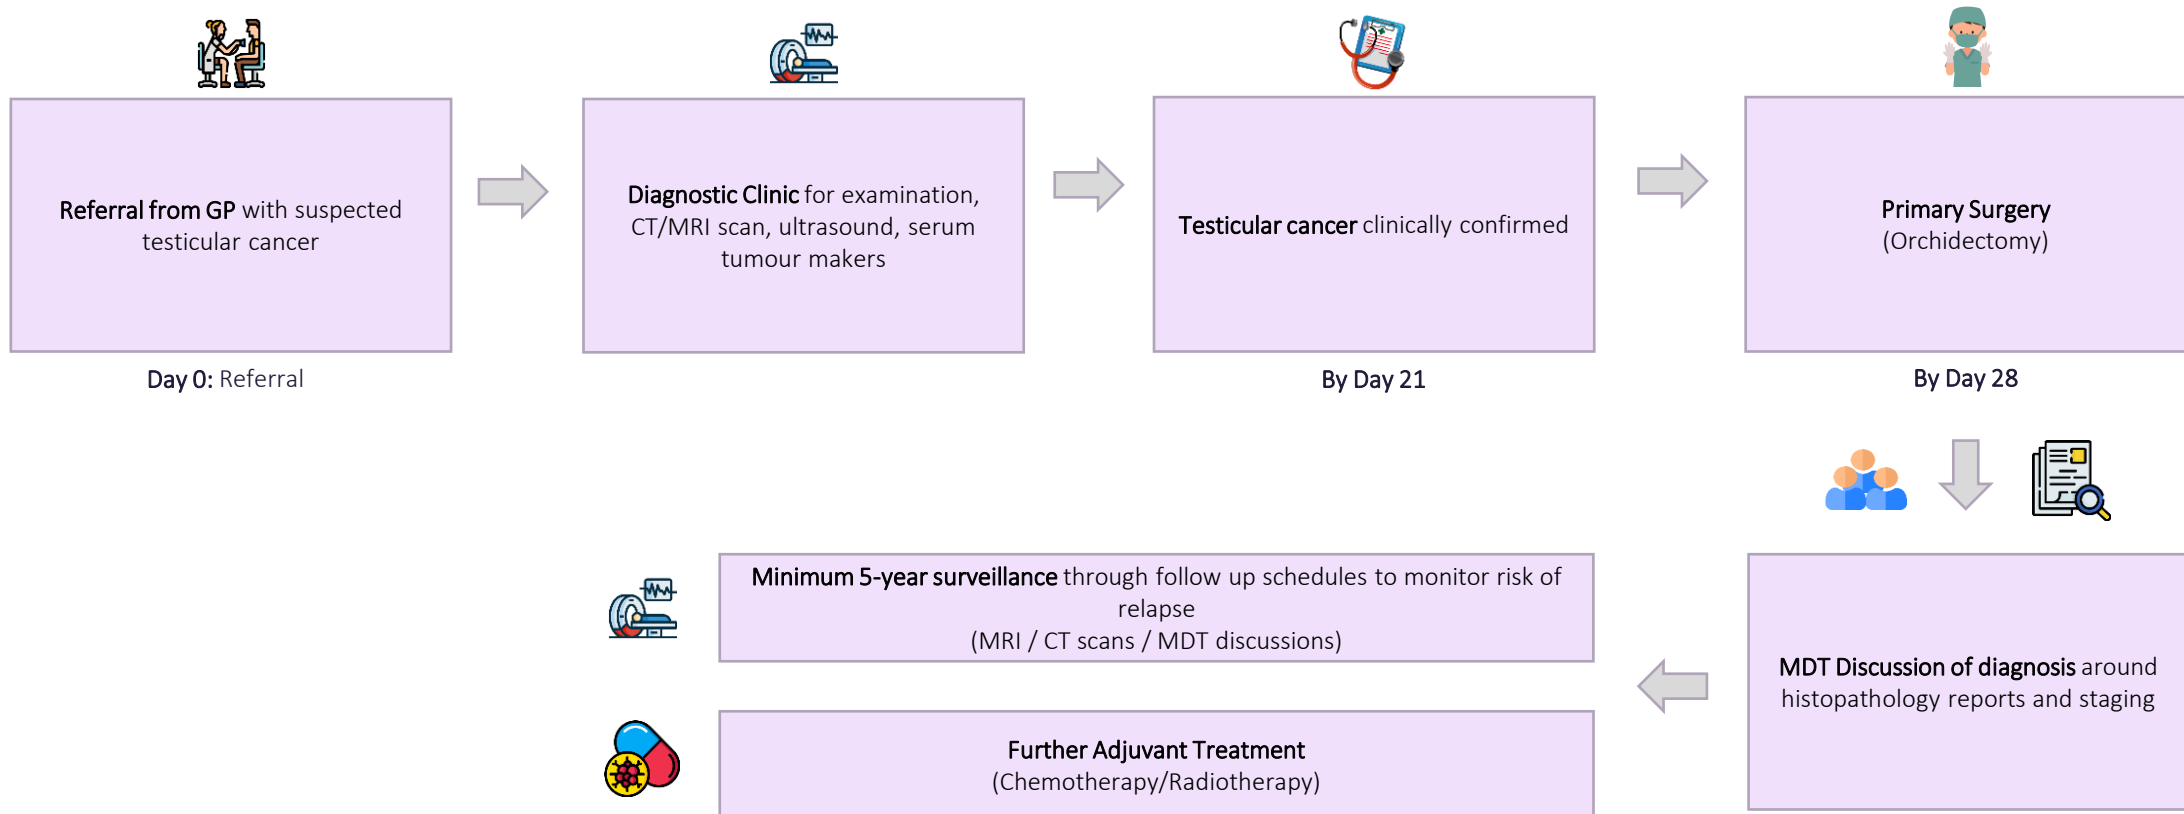 Referral from GP with suspected
testicular cancer
Day 0: Referral
Diagnostic Clinic for examination,
CT/MRI scan, ultrasound, serum
tumour makers
Testicular cancer clinically confirmed
By Day 21
Primary Surgery
(Orchidectomy)
By Day 28
MDT Discussion of diagnosis around
histopathology reports and staging
Minimum 5-year surveillance through follow up schedules to monitor risk of
relapse
(MRI / CT scans / MDT discussions)
Further Adjuvant Treatment
(Chemotherapy/Radiotherapy)